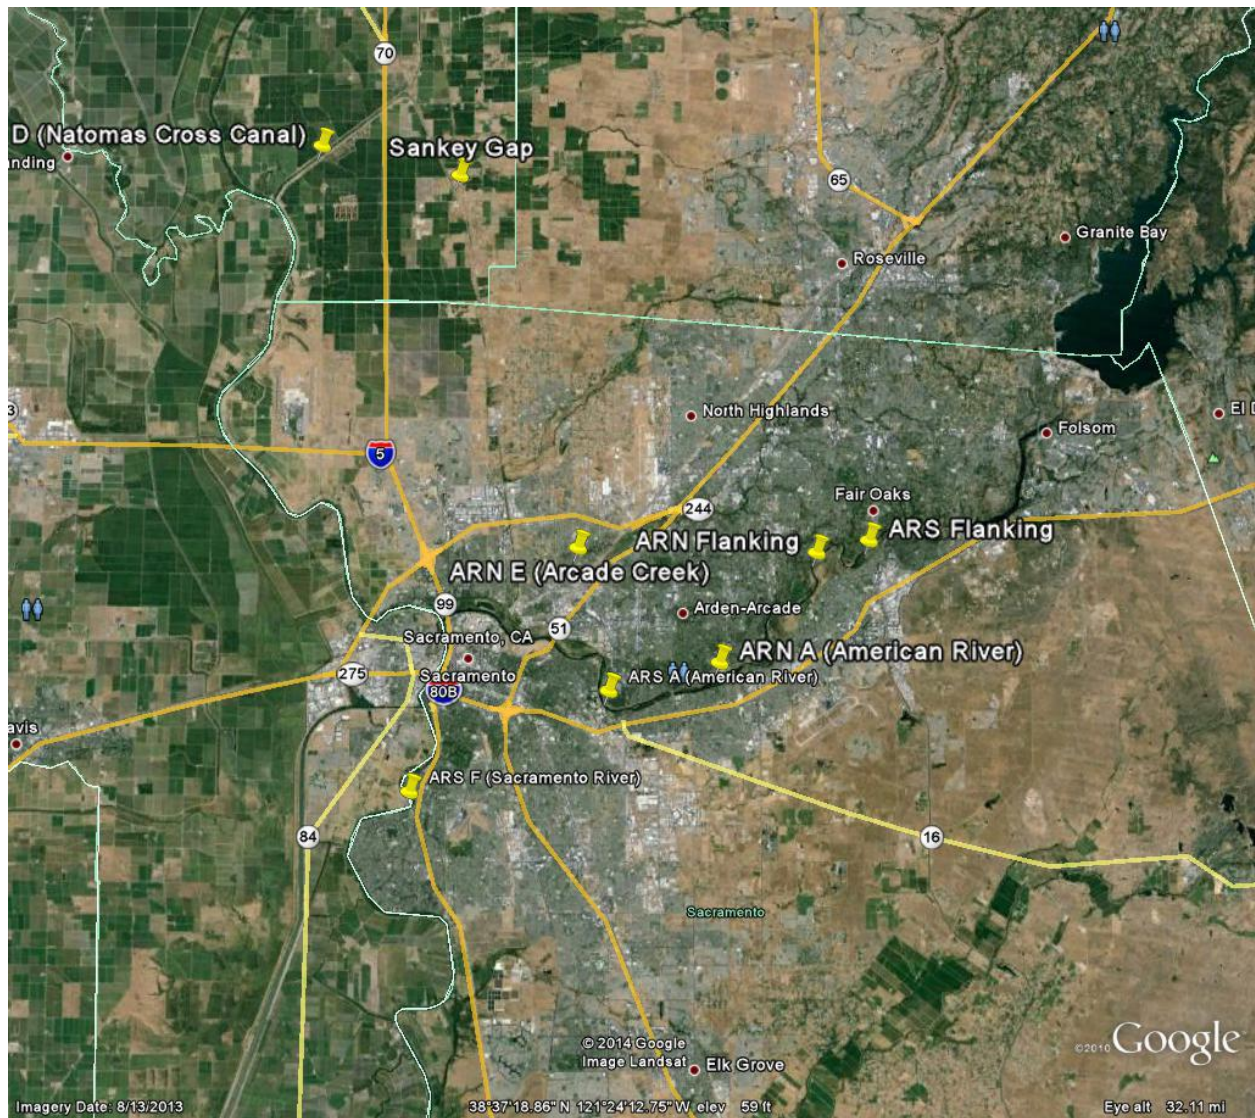 70
D (Natomas Cross Canal)
Sankey Gap
anding
65
Granite Bay
Roseville
North Highlands
3
El D
Folsom
5
Fair Oaks
244
ARN Flanking
ARS Flanking
ARN E (Arcade Creek)
99
Arden-Arcade
51
Sacramento, CA
ARN A (American River)
275
Sacramento
ARS A (American River)
80B
avis
ARS F (Sacramento River)
84
16
Sacramento
© 2014 Google
Image Landsat
©2010 Google
Elk Grove
Imagery Date: 8/13/2013
38°37'18.86" N 121°24'12.75" W elev 59 ft
Eye alt 32.11 mi